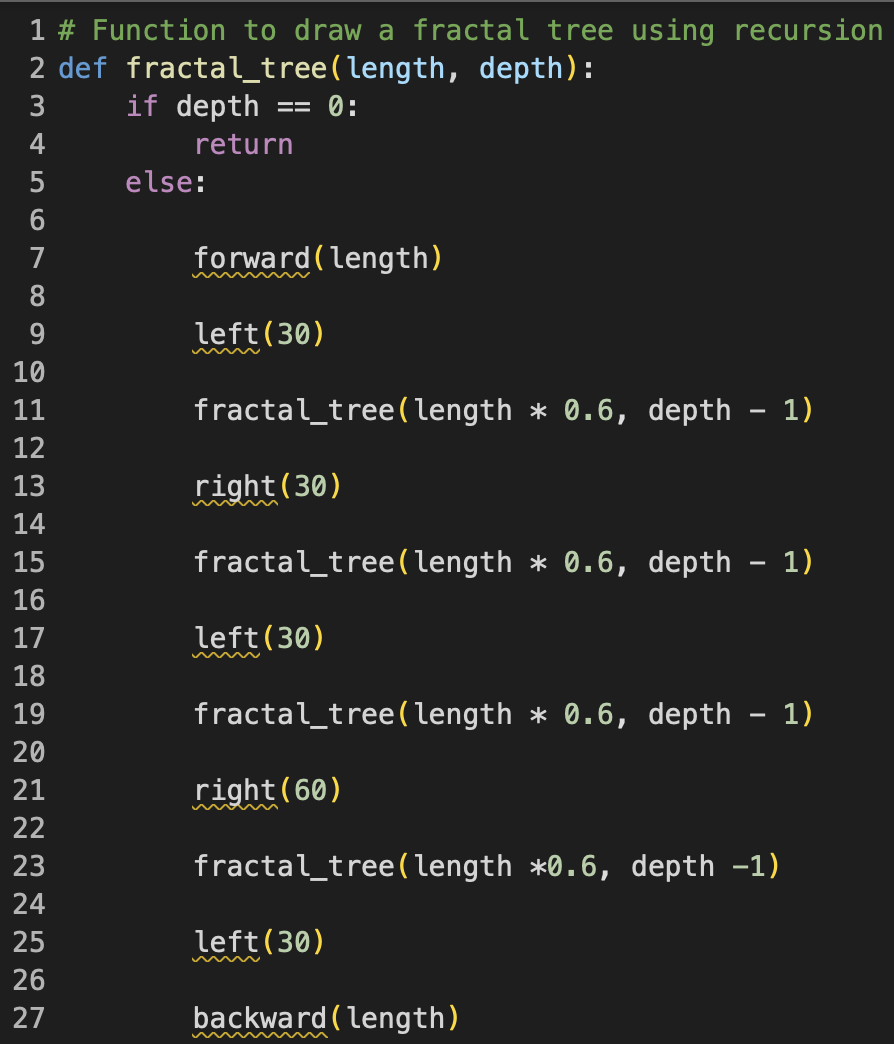 1 # Function to draw a fractal tree using recursion
2 def fractal_tree(length, depth):
3     if depth == 0:
4         return
5     else:
6
7         forward(length)
8
9         left(30)
10
11         fractal_tree(length * 0.6, depth - 1)
12
13         right(30)
14
15         fractal_tree(length * 0.6, depth - 1)
16
17         left(30)
18
19         fractal_tree(length * 0.6, depth - 1)
20
21         right(60)
22
23         fractal_tree(length *0.6, depth -1)
24
25         left(30)
26
27         backward(length)